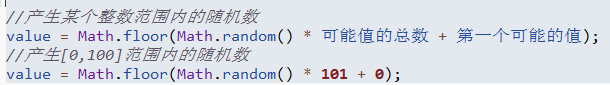 //产生某个整数范围内的随机数
value = Math.floor(Math.random() * 可能值的总数 + 第一个可能的值);
//产生[0,100]范围内的随机数
value = Math.floor(Math.random() * 101 + 0);